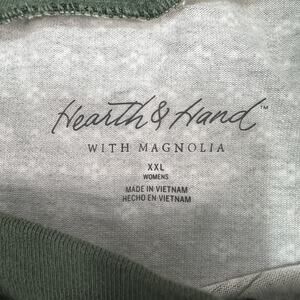 Hearth & Hand™
WITH MAGNOLIA
XXL
WOMENS
MADE IN VIETNAM
HECHO EN VIETNAM